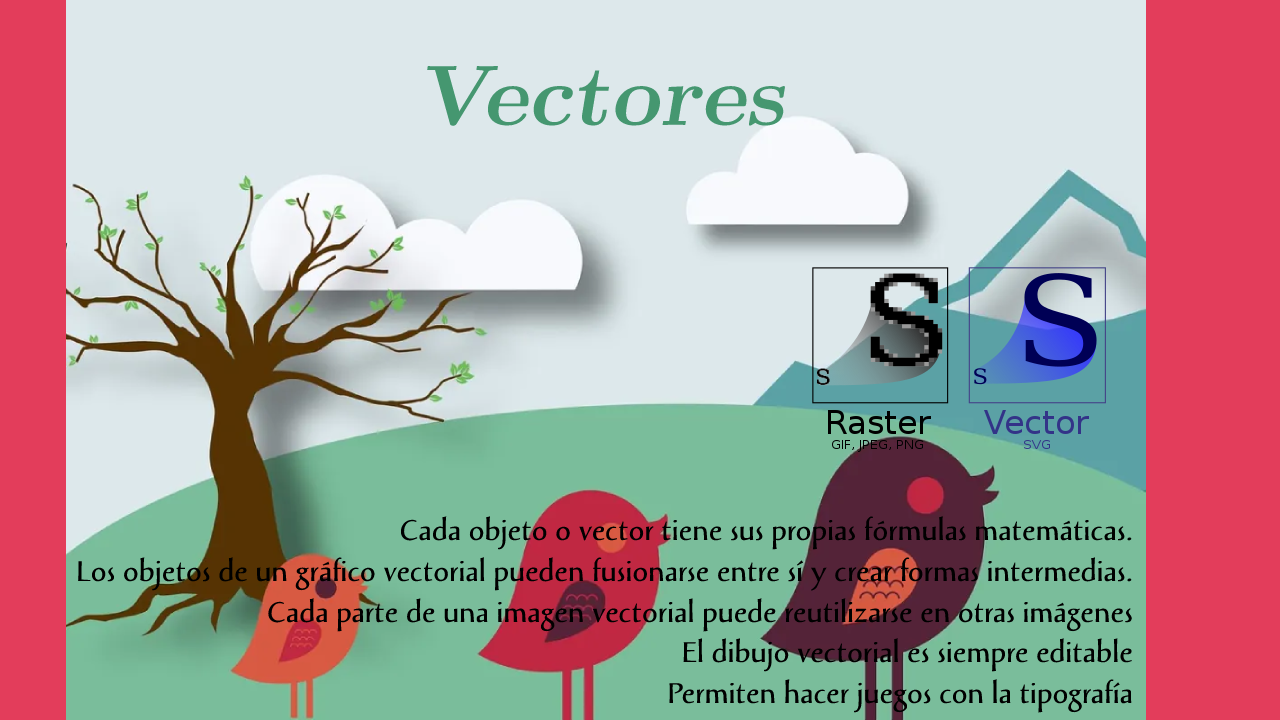 Vectores
S S
S S
Raster Vector
GIF, JPEG, PNG SVG
Cada objeto o vector tiene sus propias fórmulas matemáticas.
Los objetos de un gráfico vectorial pueden fusionarse entre sí y crear formas intermedias.
Cada parte de una imagen vectorial puede reutilizarse en otras imágenes
El dibujo vectorial es siempre editable
Permiten hacer juegos con la tipografía